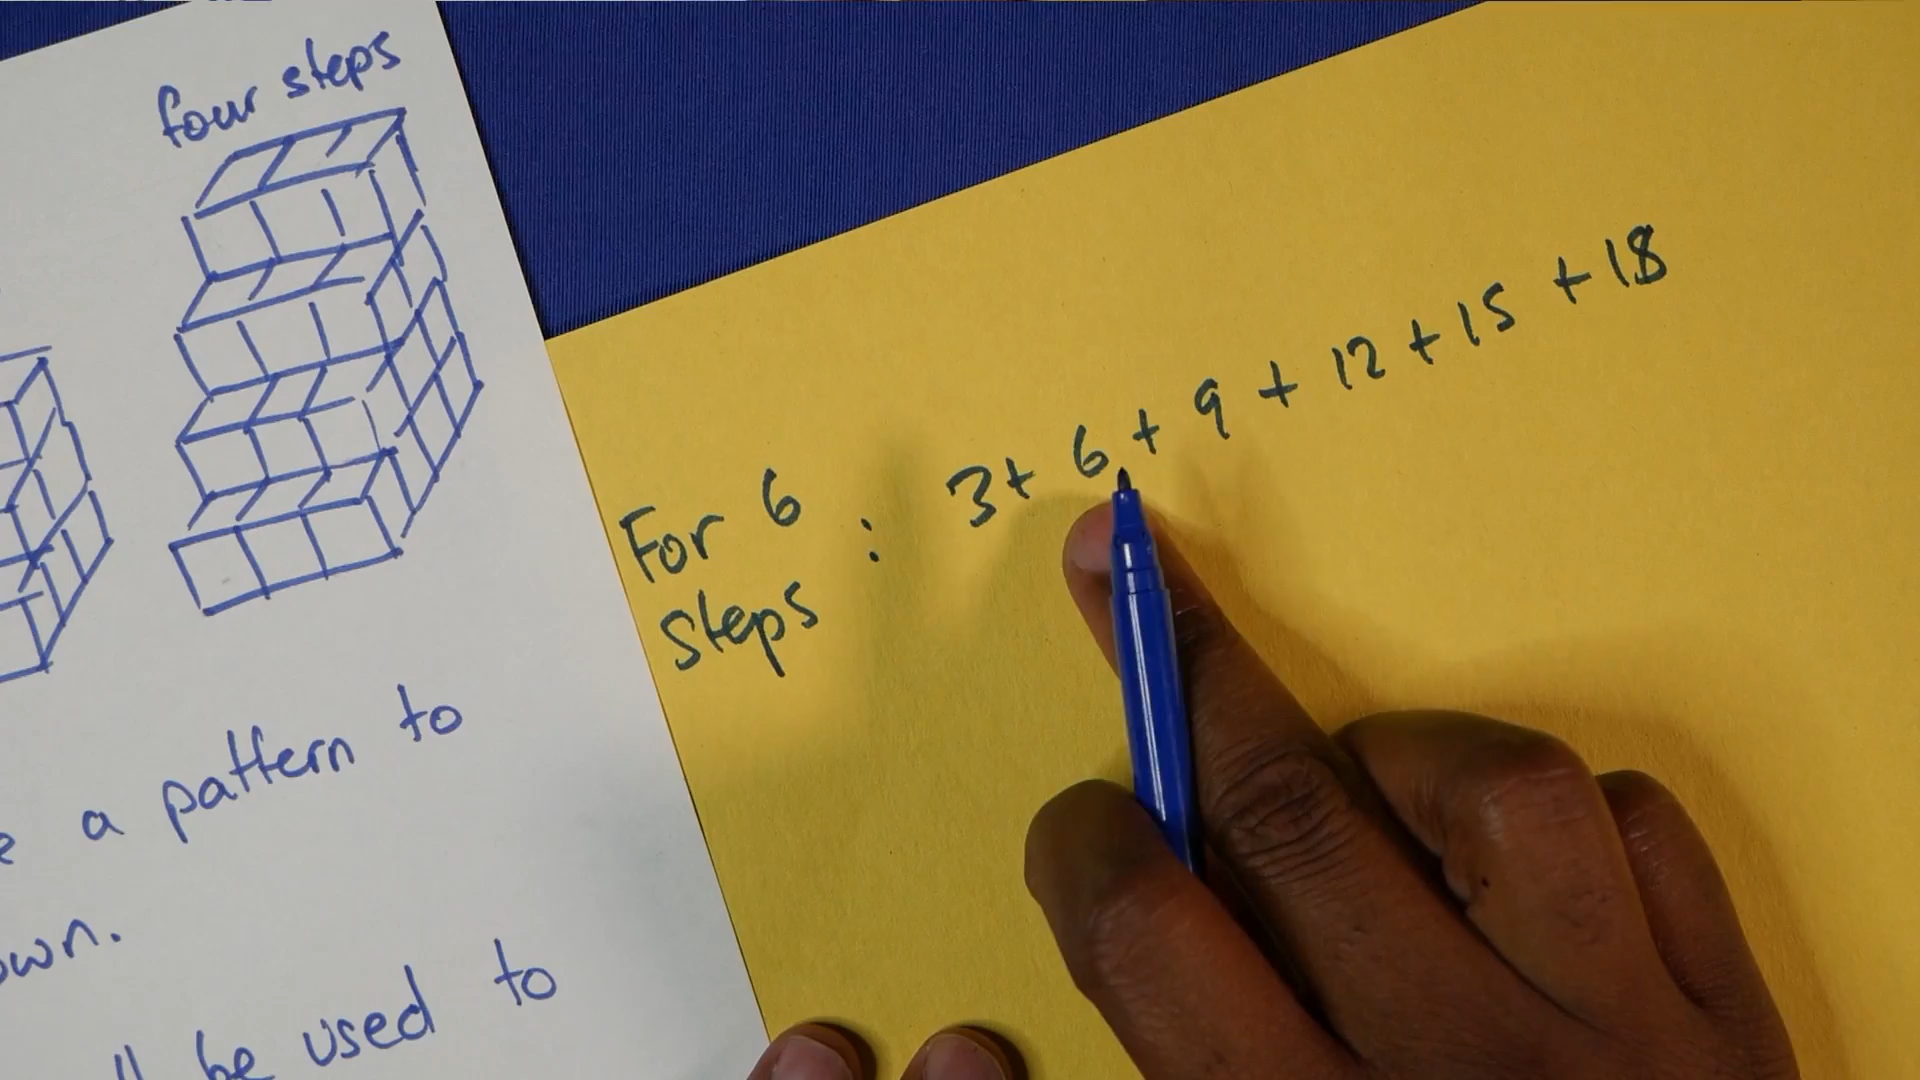 four steps
a pattern to
own.
be used to
For 6
steps : 3+ 6 + 9 + 12 + 15 + 18